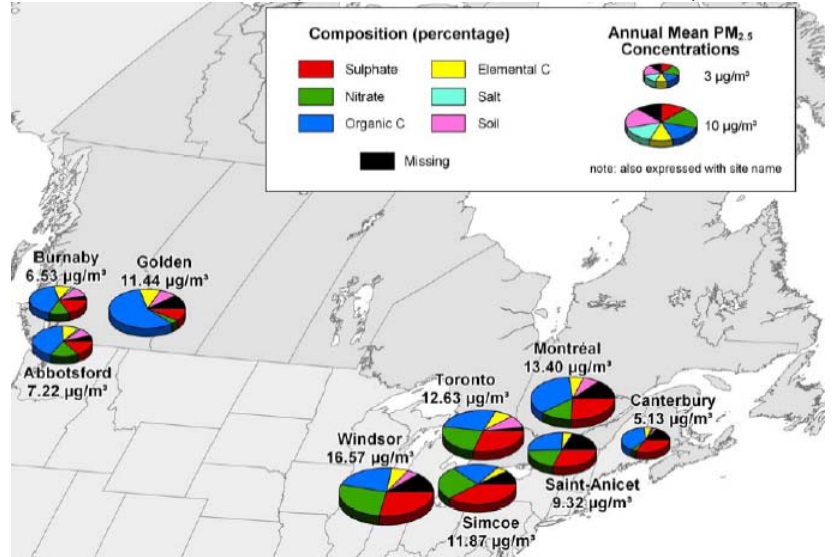 Composition (percentage)
Sulphate
Nitrate
Organic C
Elemental C
Salt
Soil
Missing
Annual Mean PM2.5
Concentrations
3 µg/m³
10 µg/m³
note: also expressed with site name
Burnaby
6.53 µg/m³
Golden
11.44 µg/m³
Abbotsford
7.22 µg/m³
Montréal
13.40 µg/m³
Toronto
12.63 µg/m³
Canterbury
5.13 µg/m³
Windsor
16.57 µg/m³
Saint-Anicet
9.32 µg/m³
Simcoe
11.87 µg/m³